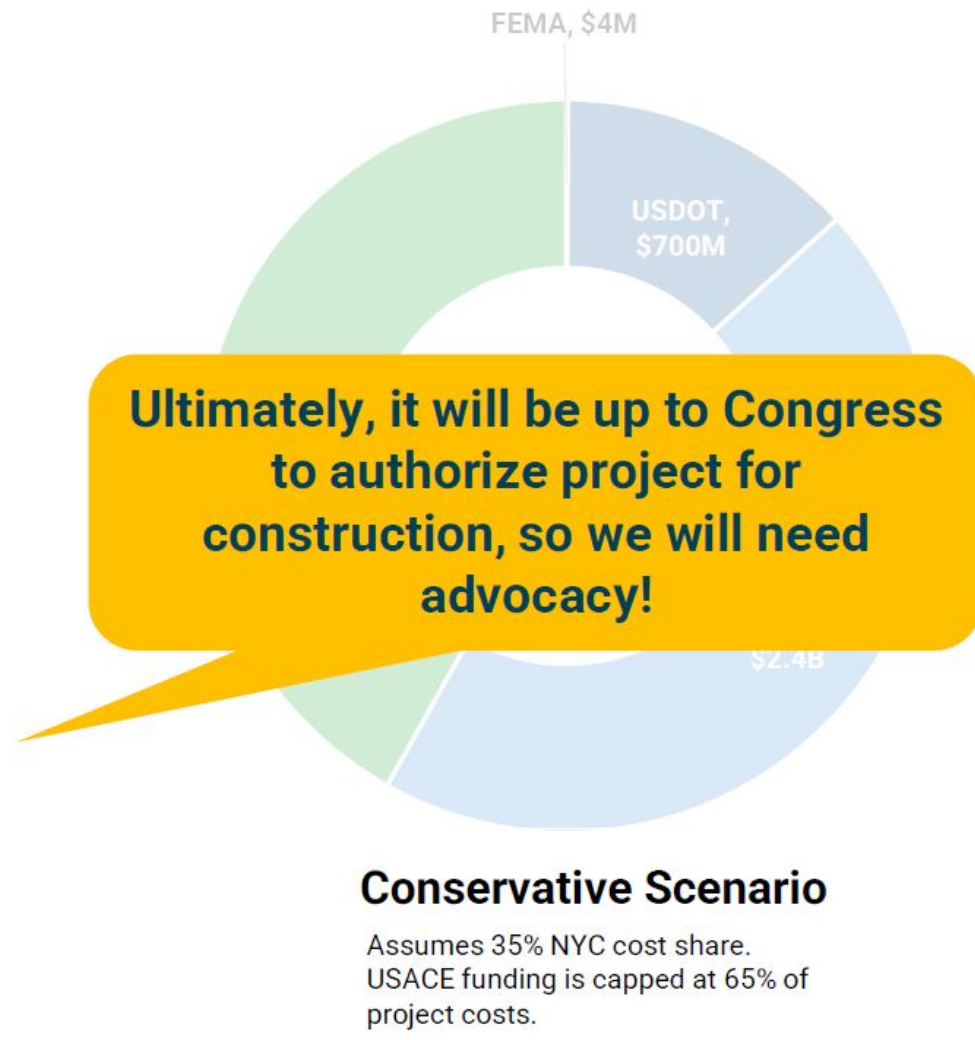 FEMA, $4M
USDOT,
$700M
Ultimately, it will be up to Congress
to authorize project for
construction, so we will need
advocacy!
$2.4B
Conservative Scenario
Assumes 35% NYC cost share.
USACE funding is capped at 65% of
project costs.